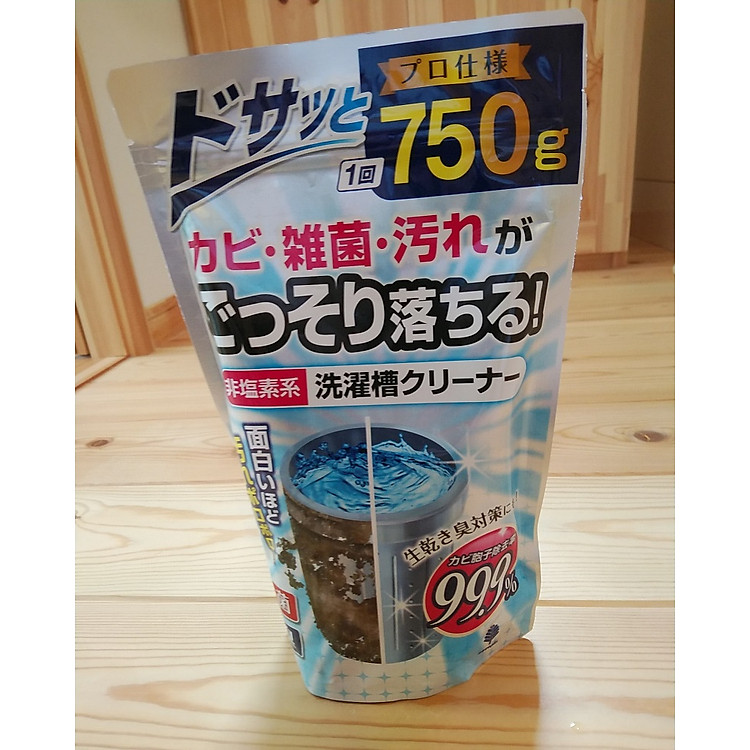 ドサッと
プロ仕様
1回
750g
カビ・雑菌・汚れが
ごっそり落ちる!
非塩素系
洗濯槽クリーナー
面白いほど
生乾き臭対策に
カビ胞子除去率
99.9%
菌